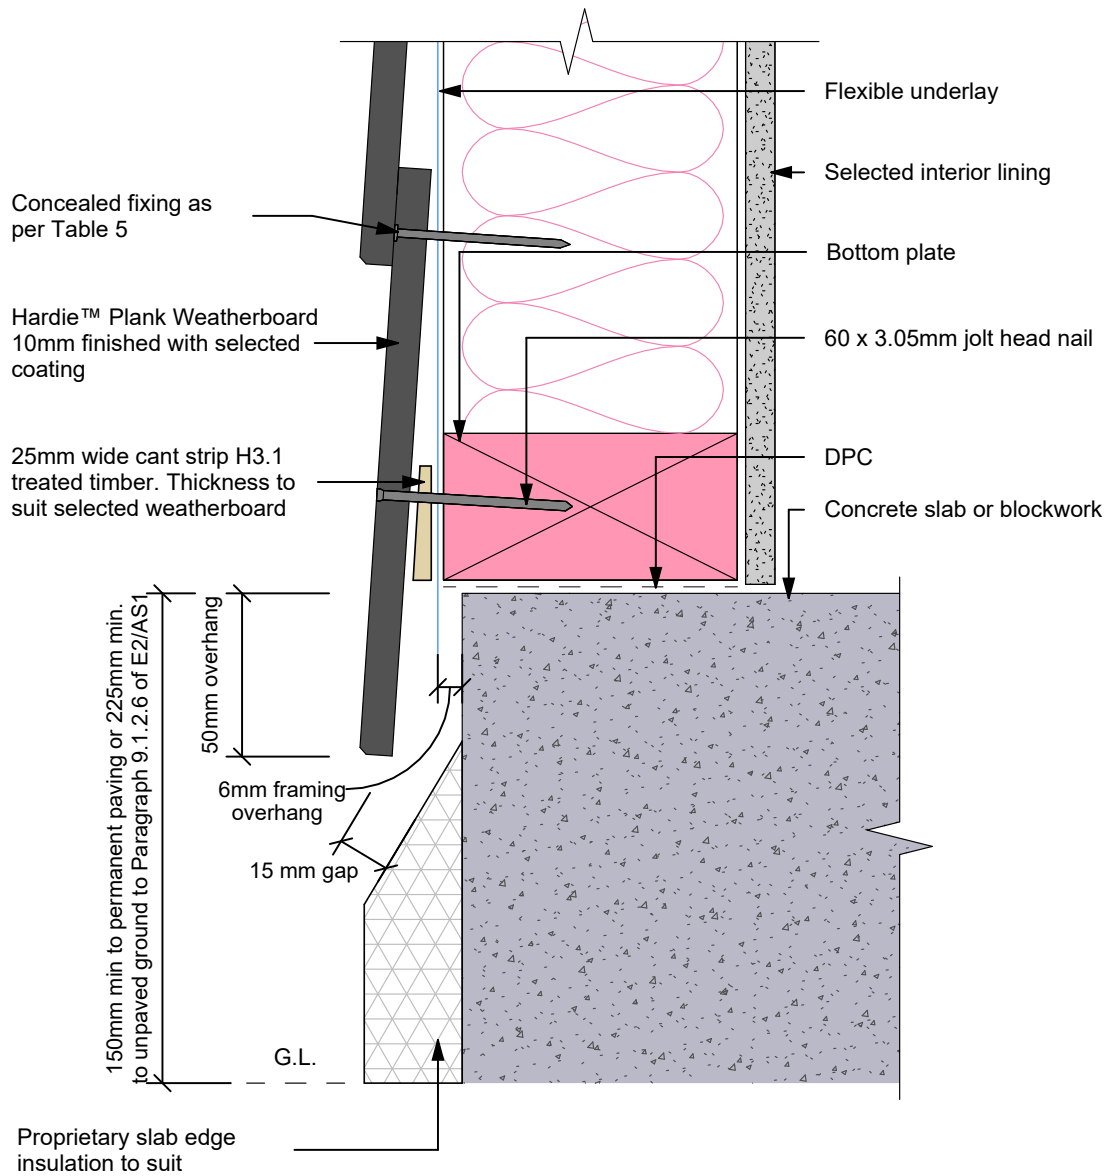 Flexible underlay
Selected interior lining
Concealed fixing as
per Table 5
Bottom plate
Hardie™ Plank Weatherboard
10mm finished with selected
coating
60 x 3.05mm jolt head nail
25mm wide cant strip H3.1
treated timber. Thickness to
suit selected weatherboard
DPC
Concrete slab or blockwork
150mm min to permanent paving or 225mm min.
to unpaved ground to Paragraph 9.1.2.6 of E2/AS1
50mm overhang
6mm framing
overhang
15 mm gap
G.L.
Proprietary slab edge
insulation to suit